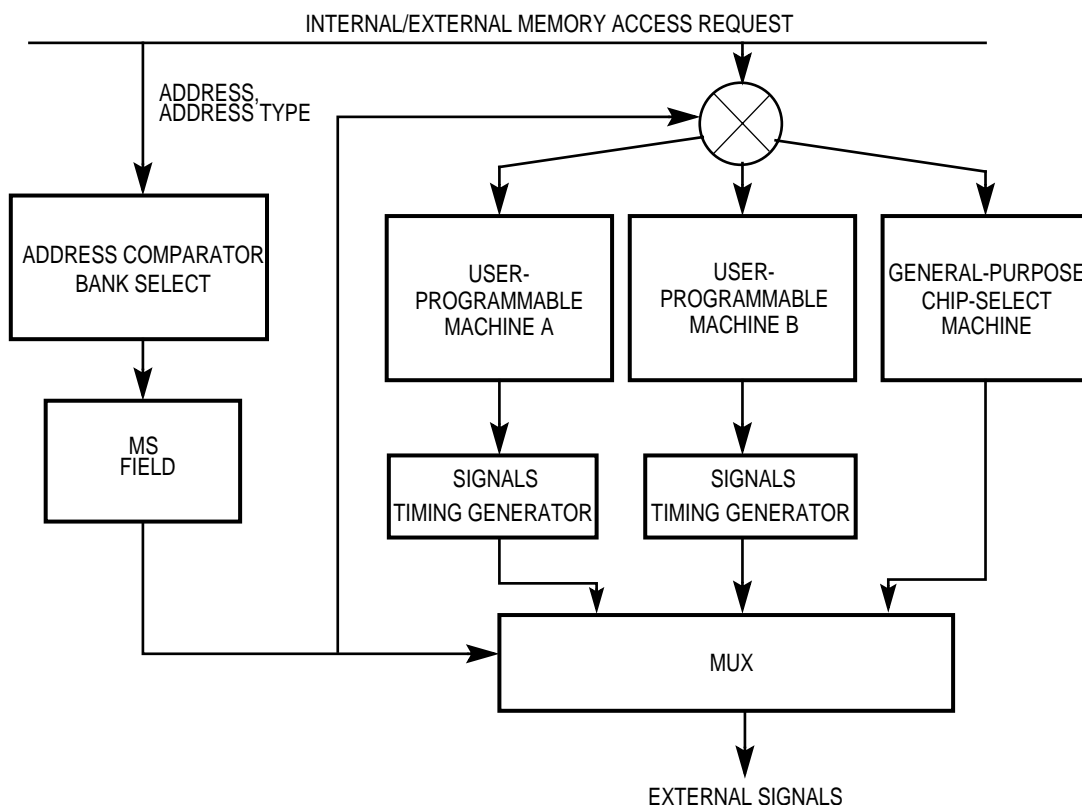 INTERNAL/EXTERNAL MEMORY ACCESS REQUEST
ADDRESS,
ADDRESS TYPE
ADDRESS COMPARATOR
BANK SELECT
MS
FIELD
USER-
PROGRAMMABLE
MACHINE A
USER-
PROGRAMMABLE
MACHINE B
GENERAL-PURPOSE
CHIP-SELECT
MACHINE
SIGNALS
TIMING GENERATOR
SIGNALS
TIMING GENERATOR
MUX
EXTERNAL SIGNALS